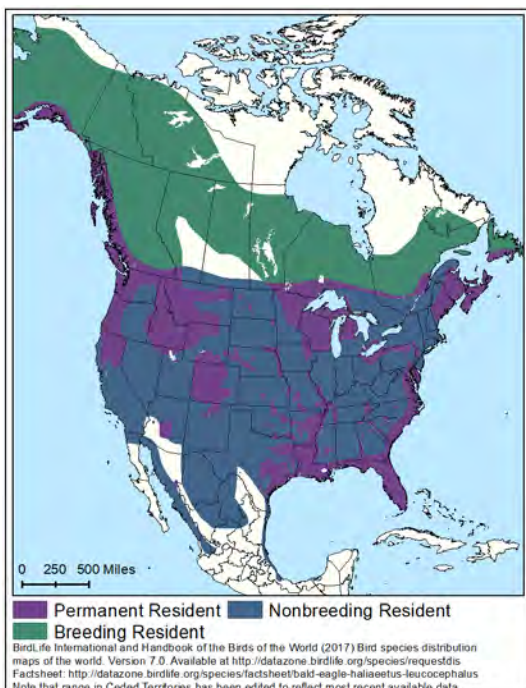 0 250 500 Miles
Permanent Resident Nonbreeding Resident
Breeding Resident
BirdLife International and Handbook of the Birds of the World (2017) Bird species distribution
maps of the world. Version 7.0. Available at http://datazone.birdlife.org/species/requestdis
Factsheet: http://datazone.birdlife.org/species/factsheet/bald-eagle-haliaeetus-leucocephalus
Note that range in Ceded Territories has been edited to reflect most recent available data